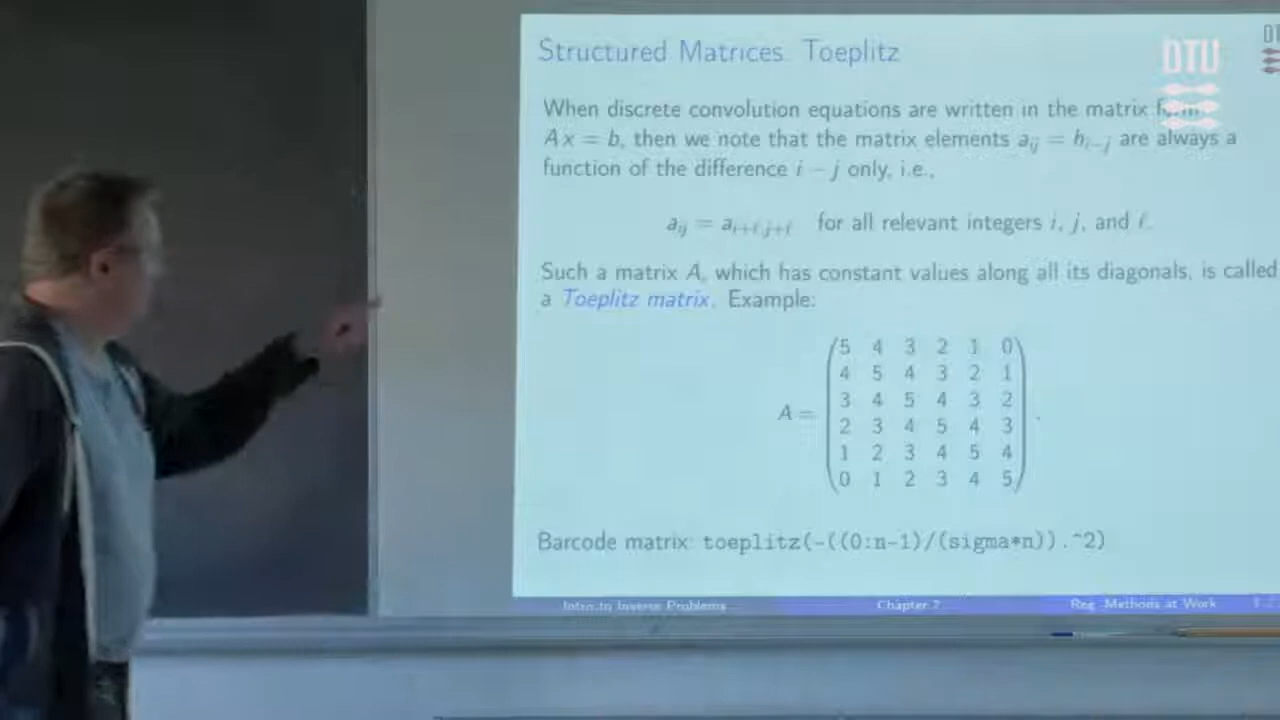 Structured Matrices Toeplitz
DTU
When discrete convolution equations are written in the matrix form
Ax = b, then we note that the matrix elements a_ij = h_i−j are always a
function of the difference i − j only, i.e.,
a_ij = a_i+ℓ,j+ℓ for all relevant integers i, j, and ℓ.
Such a matrix A, which has constant values along all its diagonals, is called
a Toeplitz matrix. Example:
5 4 3 2 1 0
4 5 4 3 2 1
3 4 5 4 3 2
A =
2 3 4 5 4 3
1 2 3 4 5 4
0 1 2 3 4 5
Barcode matrix: toeplitz(-((0:n-1)/(sigma*n)).^2)
Intro to Inverse Problems Chapter 7 Reg. Methods at Work